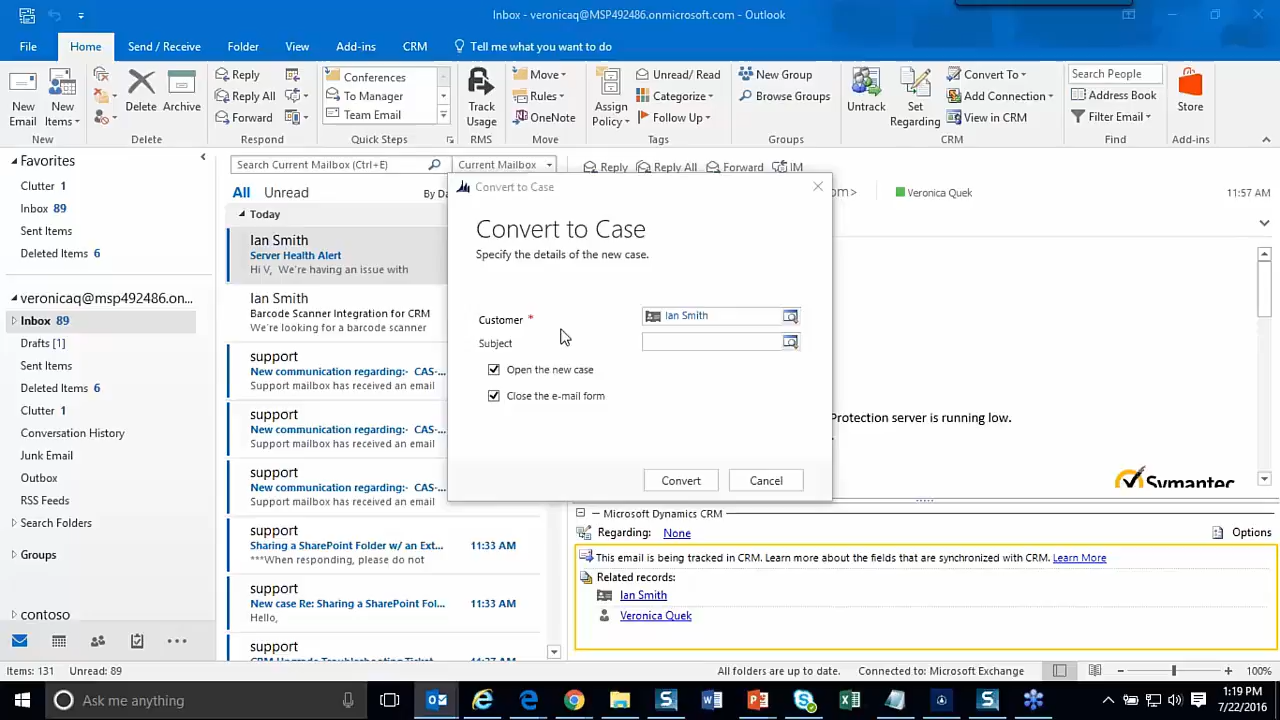 Inbox - veronicaq@MSP492486.onmicrosoft.com - Outlook
File Home Send / Receive Folder View Add-ins CRM Tell me what you want to do
New Email
New Items
New
Delete
Archive
Delete
Reply
Reply All
Forward
Respond
Conferences
To Manager
Team Email
Quick Steps
Track Usage
RMS
Move
Rules
OneNote
Move
Assign Policy
Unread/ Read
Categorize
Follow Up
Tags
New Group
Browse Groups
Groups
Untrack
Set Regarding
Convert To
Add Connection
View in CRM
CRM
Search People
Address Book
Filter Email
Find
Store
Add-ins
Favorites
Clutter 1
Inbox 89
Sent Items
Deleted Items 6
veronicaq@msp492486.on...
Inbox 89
Drafts [1]
Sent Items
Deleted Items 6
Clutter 1
Conversation History
Junk Email
Outbox
RSS Feeds
Search Folders
Groups
contoso
Search Current Mailbox (Ctrl+E) Current Mailbox
All Unread By Da
Today
Ian Smith
Server Health Alert
Hi V, We're having an issue with
Ian Smith
Barcode Scanner Integration for CRM
We're looking for a barcode scanner
support
New communication regarding:- CAS-...
Support mailbox has received an email
support
New communication regarding:- CAS-...
Support mailbox has received an email
support
New communication regarding:- CAS-...
Support mailbox has received an email
support
Sharing a SharePoint Folder w/ an Ext... 11:33 AM
***When responding, please do not
support
New case Re: Sharing a SharePoint Fol... 11:33 AM
Hello,
support
Reply Reply All Forward IM
om> Veronica Quek 11:57 AM
Convert to Case
Convert to Case
Specify the details of the new case.
Customer * Ian Smith
Subject
Open the new case
Close the e-mail form
Convert Cancel
Protection server is running low.
Symantec
Microsoft Dynamics CRM
Regarding: None Options
This email is being tracked in CRM. Learn more about the fields that are synchronized with CRM. Learn More
Related records:
Ian Smith
Veronica Quek
Items: 131 Unread: 89 All folders are up to date. Connected to: Microsoft Exchange 100%
Ask me anything
1:19 PM
7/22/2016